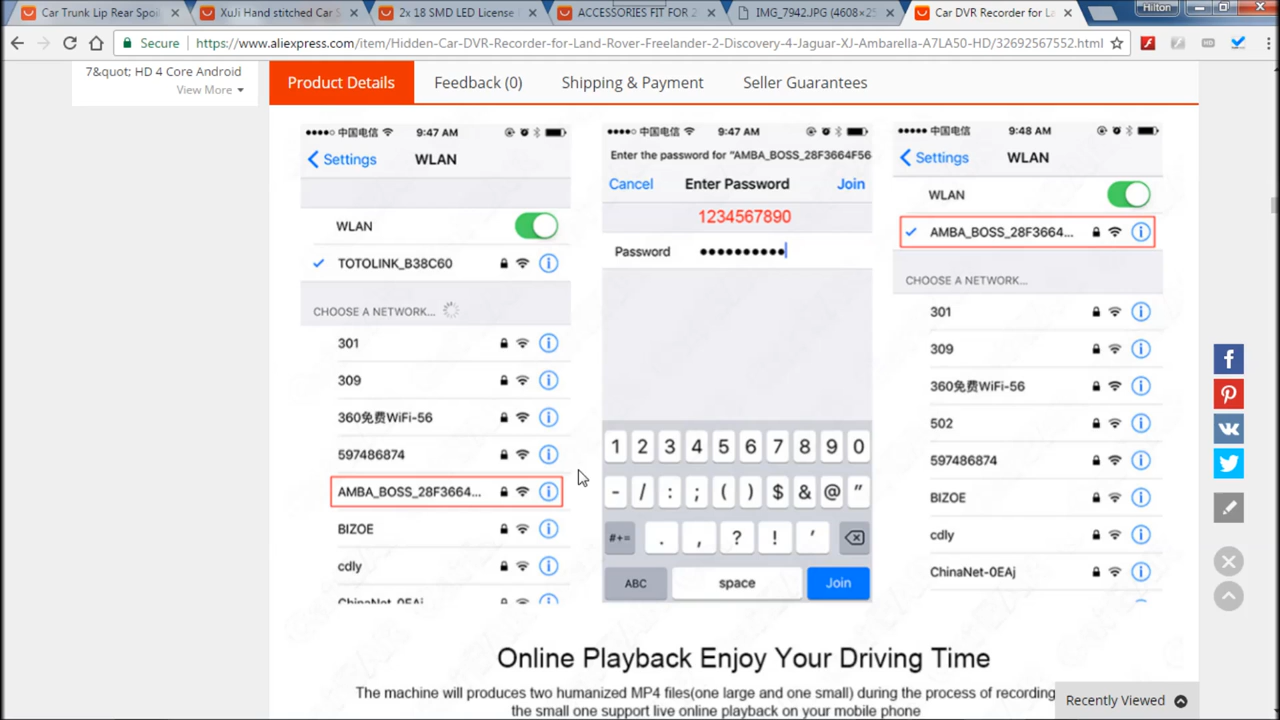 Car Trunk Lip Rear Spoi
XuJi Hand stitched Car S
2x 18 SMD LED License
ACCESSORIES FIT FOR 2
IMG_7942.JPG (4608×25
Car DVR Recorder for La
Hilton
Secure
https://www.aliexpress.com/item/Hidden-Car-DVR-Recorder-for-Land-Rover-Freelander-2-Discovery-4-Jaguar-XJ-Ambarella-A7LA50-HD/32692567552.html
7&quot; HD 4 Core Android
View More
Product Details
Feedback (0)
Shipping & Payment
Seller Guarantees
中国电信
9:47 AM
Settings
WLAN
WLAN
TOTOLINK_B38C60
CHOOSE A NETWORK...
301
309
360免费WiFi-56
597486874
AMBA_BOSS_28F3664...
BIZOE
cdly
ChinaNet-0EAj
中国电信
9:47 AM
Enter the password for "AMBA_BOSS_28F3664F56
Cancel
Enter Password
Join
1234567890
Password
1 2 3 4 5 6 7 8 9 0
- / : ; ( ) $ & @ "
#+= . , ? ! '
ABC
space
Join
中国电信
9:48 AM
Settings
WLAN
WLAN
AMBA_BOSS_28F3664...
CHOOSE A NETWORK...
301
309
360免费WiFi-56
502
597486874
BIZOE
cdly
ChinaNet-0EAj
Online Playback Enjoy Your Driving Time
The machine will produces two humanized MP4 files(one large and one small) during the process of recording
the small one support live online playback on your mobile phone
Recently Viewed